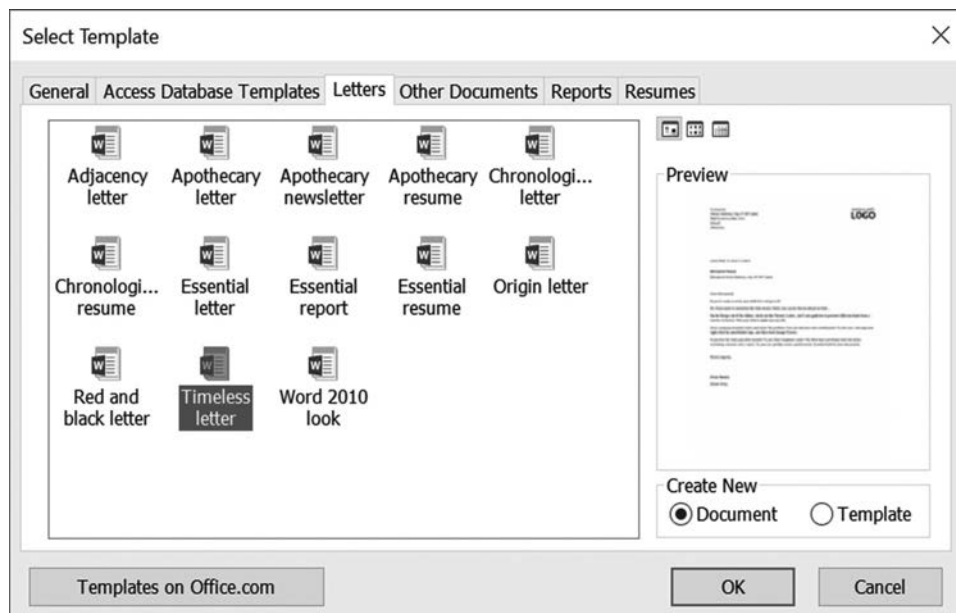 Select Template
General Access Database Templates Letters Other Documents Reports Resumes
Adjacency letter
Apothecary letter
Apothecary newsletter
Apothecary resume
Chronologi... letter
Chronologi... resume
Essential letter
Essential report
Essential resume
Origin letter
Red and black letter
Timeless letter
Word 2010 look
Preview
LOGO
Create New
Document Template
Templates on Office.com
OK Cancel